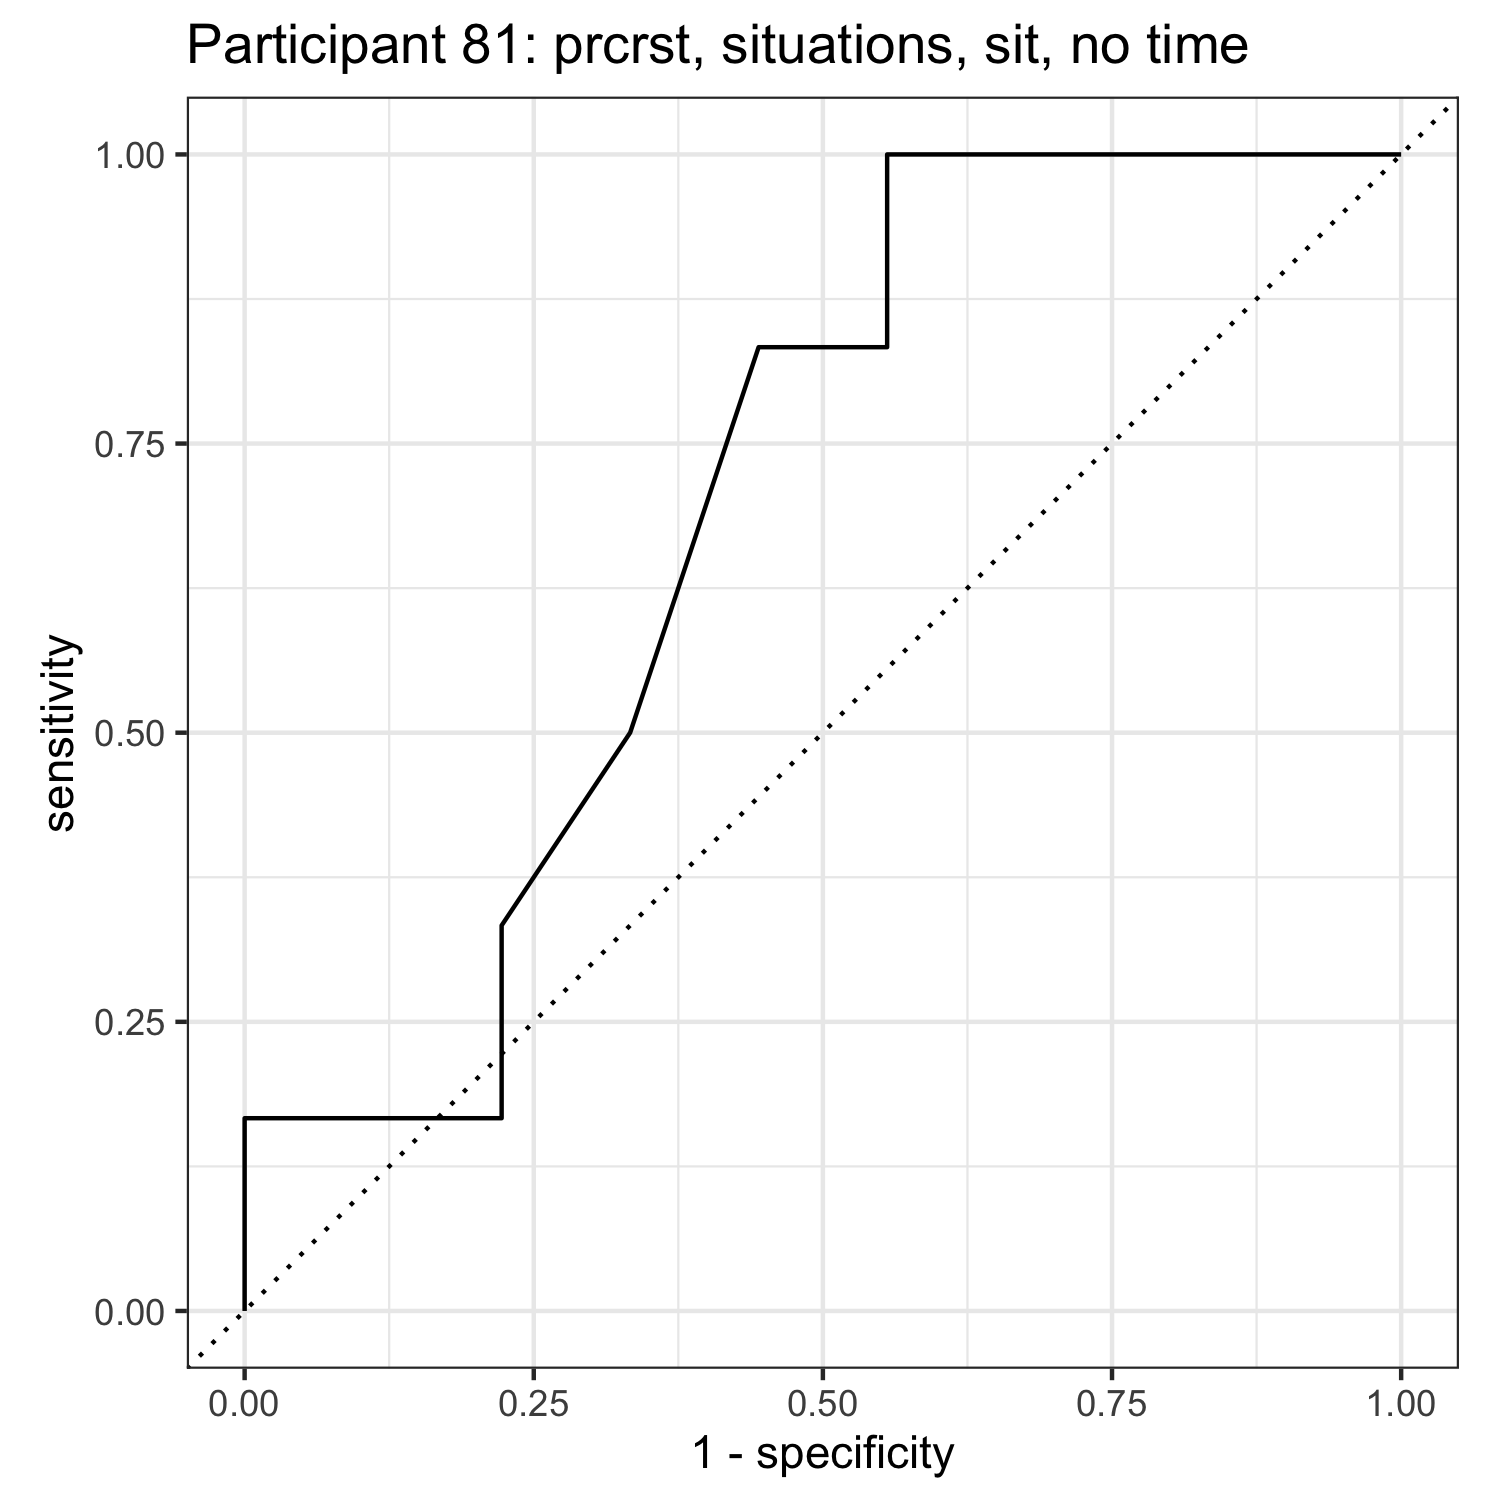 Participant 81: prcrst, situations, sit, no time
1.00
0.75
0.50
0.25
0.00
sensitivity
0.00 0.25 0.50 0.75 1.00
1 - specificity